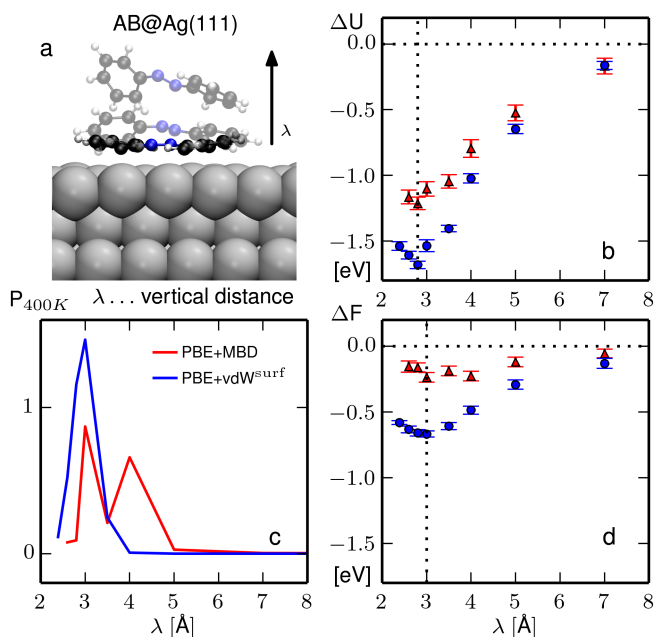 AB@Ag(111)
a
λ
λ ... vertical distance
P400K
1
0
PBE+MBD
PBE+vdW^surf
c
2 3 4 5 6 7 8
λ [Å]
ΔU
0.0
−0.5
−1.0
−1.5
[eV]
b
2 3 4 5 6 7 8
ΔF
0.0
−0.5
−1.0
−1.5
[eV]
d
2 3 4 5 6 7 8
λ [Å]